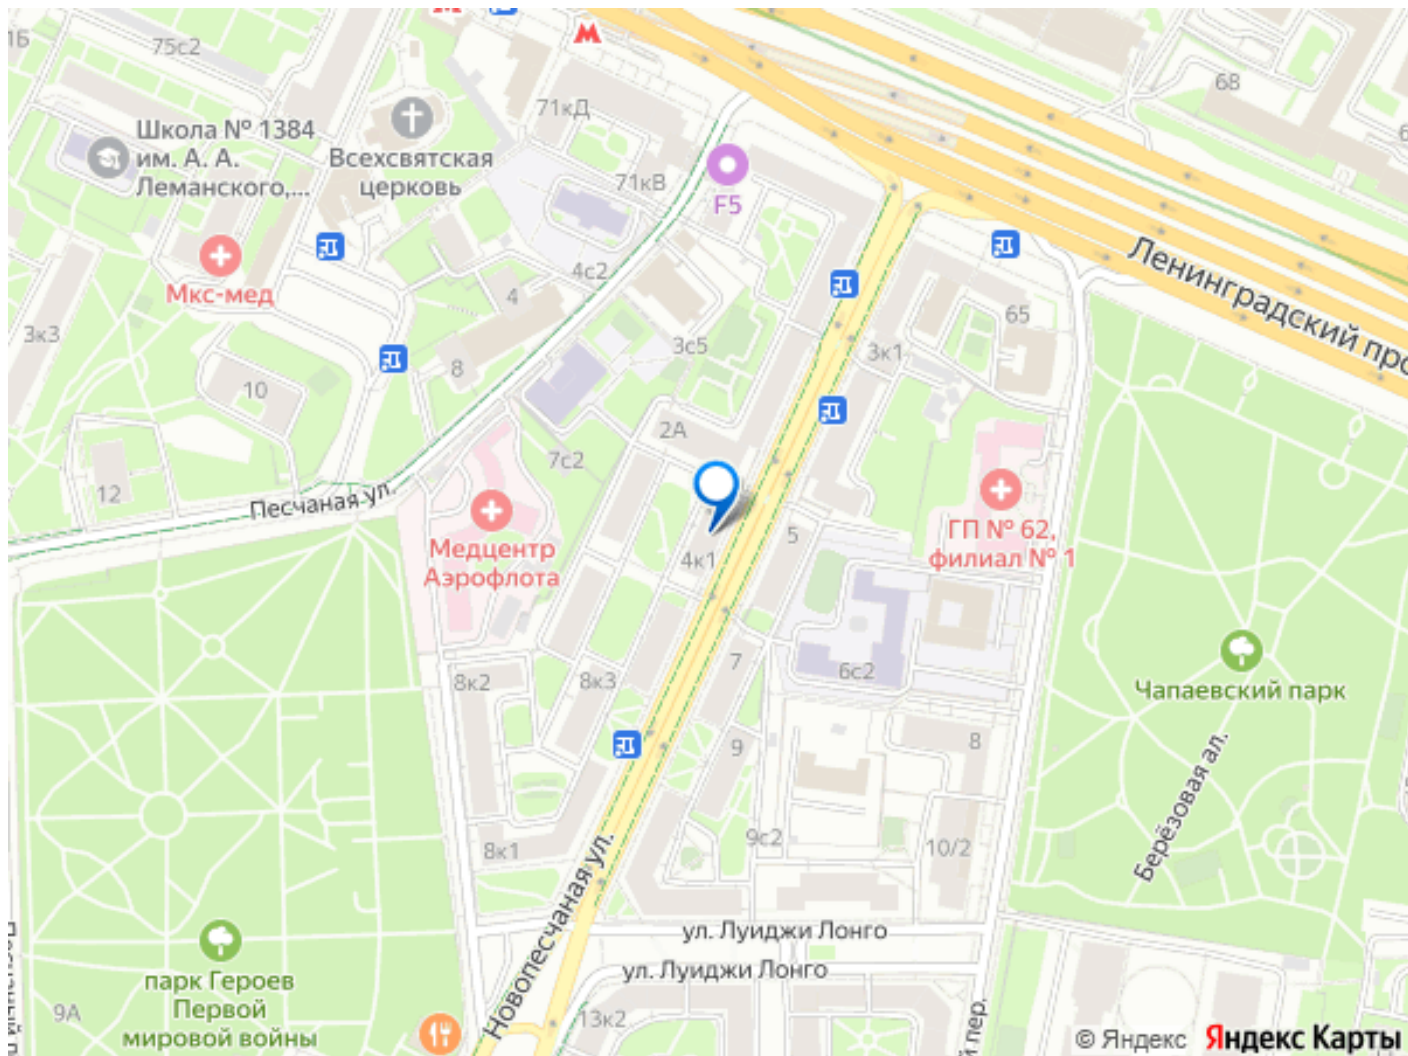 1Б
75с2
М
М
68
71кД
Школа № 1384
им. А. А.
Леманского,...
Всехсвятская
церковь
71кВ
F5
Мкс-мед
4с2
4
Ленинградский про
65
3к3
3с5
3к1
8
10
2А
7с2
12
Песчаная ул.
Медцентр
Аэрофлота
ГП № 62,
филиал № 1
5
4к1
7
6с2
8к2
8к3
Чапаевский парк
8
9
Берёзовая ал.
9с2
10/2
8к1
Новопесчаная ул.
ул. Луиджи Лонго
ул. Луиджи Лонго
парк Героев
Первой
мировой войны
9А
13к2
й пер.
© Яндекс Яндекс Карты